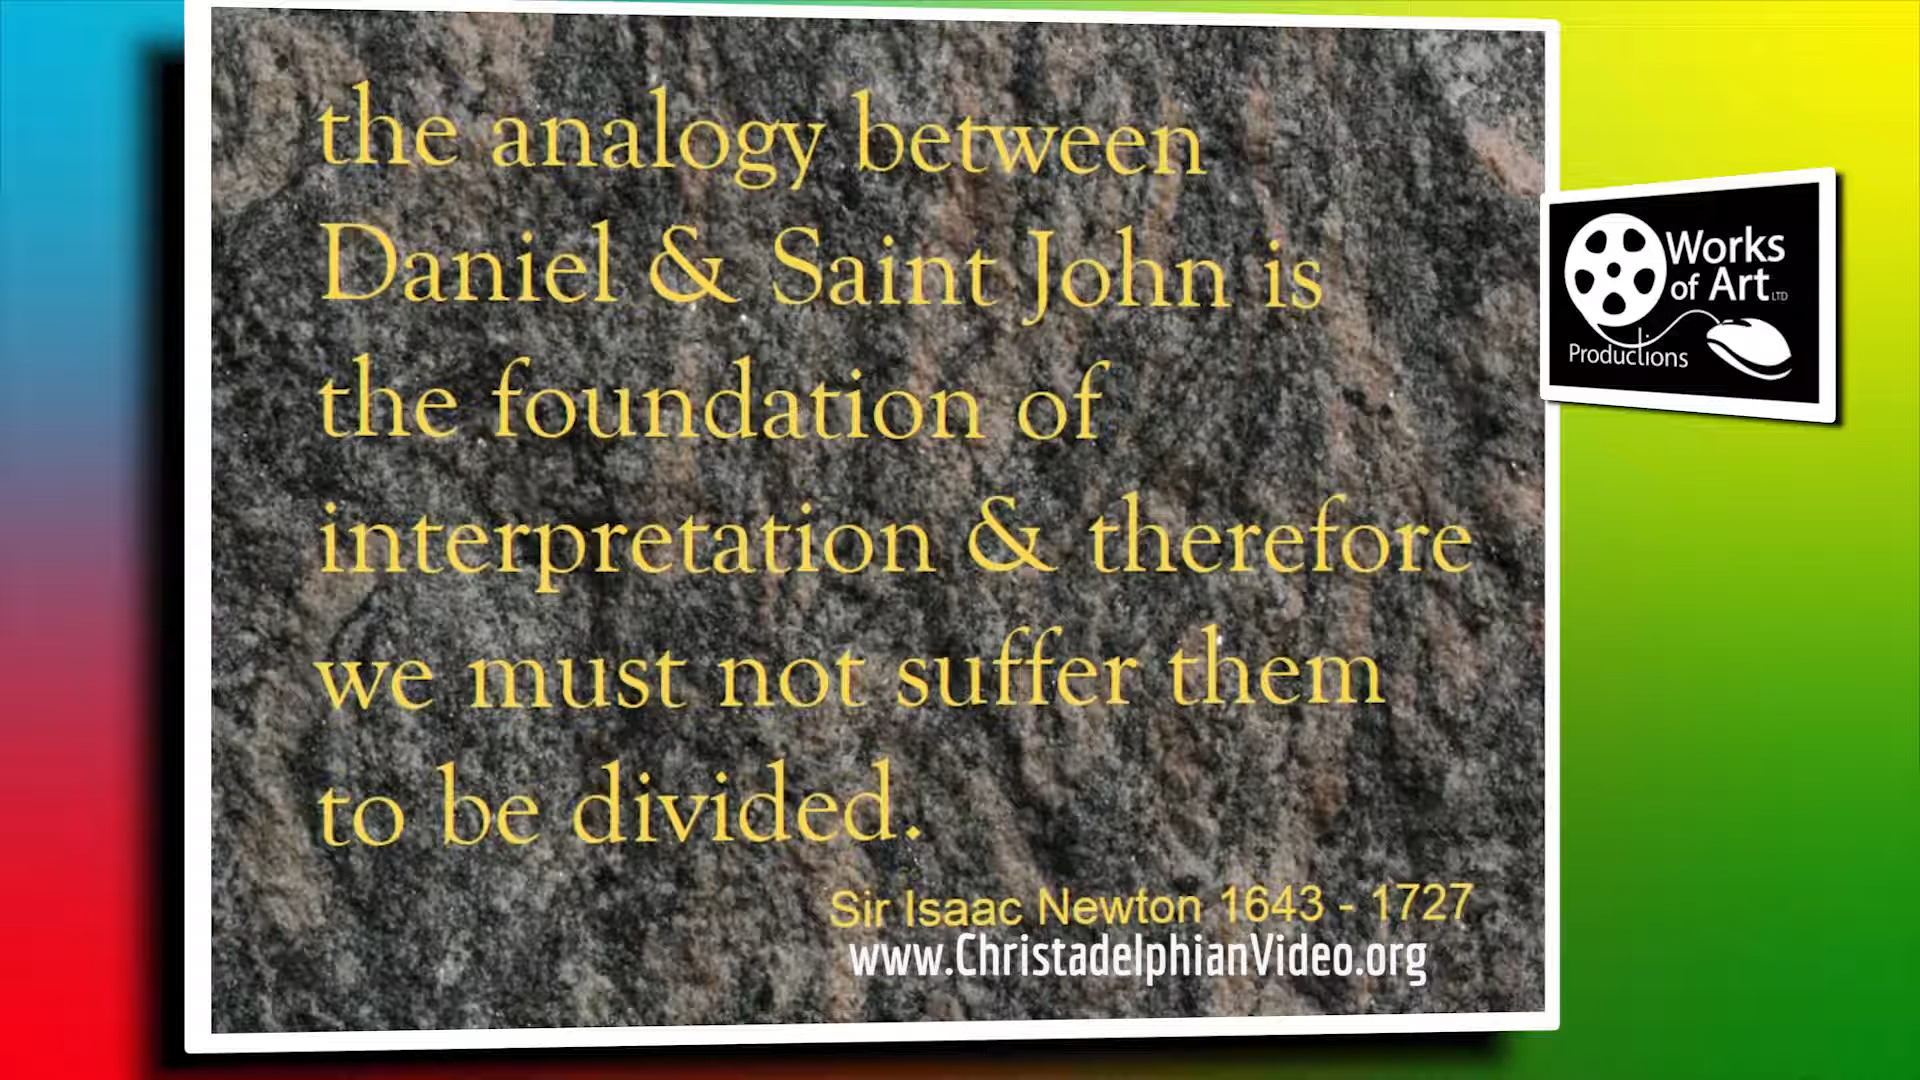 the analogy between
Daniel & Saint John is
the foundation of
interpretation & therefore
we must not suffer them
to be divided.
Sir Isaac Newton 1643 - 1727
www.ChristadelphianVideo.org
Works
of Art LTD
Productions